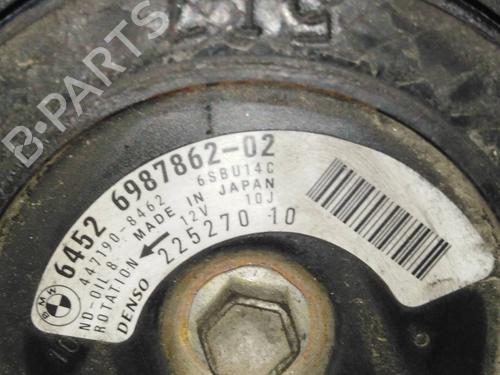 6452 6987862-02
447190-8462 6SBU14C
ND-OIL 8 MADE IN JAPAN
ROTATION 12V 10J
DENSO 225270 10
BMW
B-PARTS